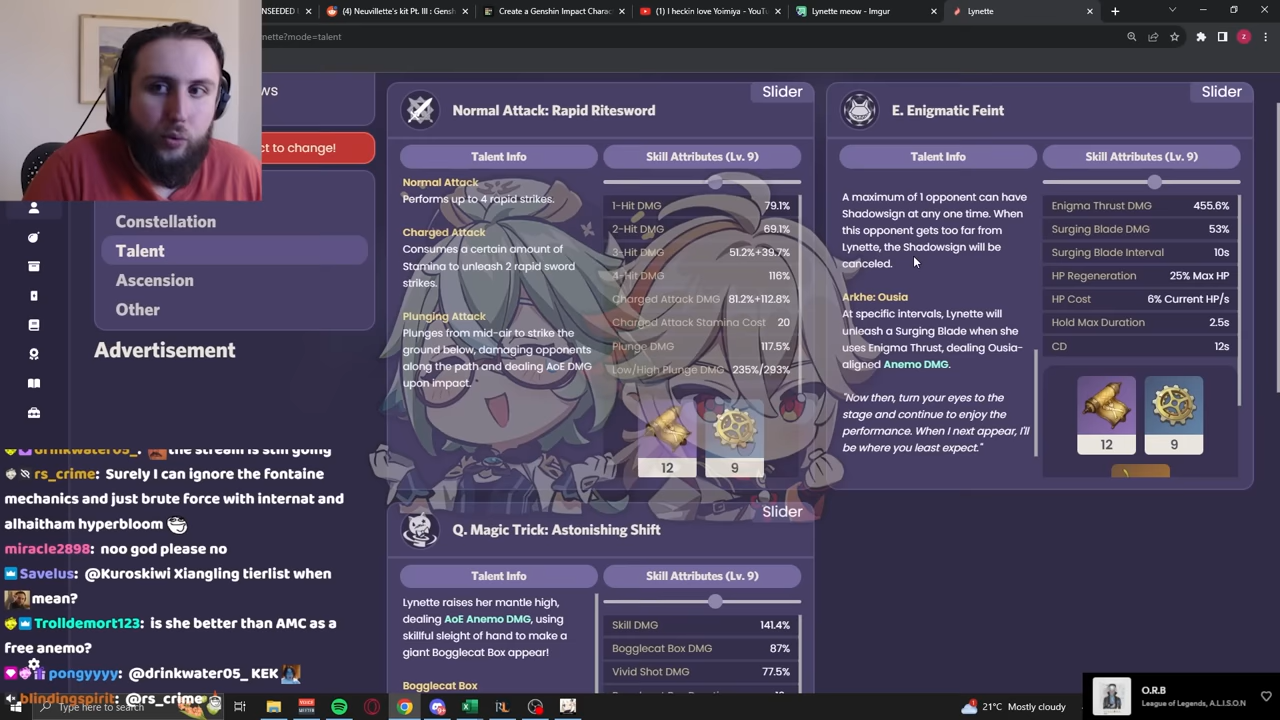 NSEEDED
(4) Neuvillette's kit Pt. III : Gensh
Create a Genshin Impact Charac
(1) I heckin love Yoimiya - YouTu
Lynette meow - Imgur
Lynette
nette?mode=talent
ws
ct to change!
Constellation
Talent
Ascension
Other
Advertisement
Slider
Normal Attack: Rapid Ritesword
Talent Info
Skill Attributes (Lv. 9)
Normal Attack
Performs up to 4 rapid strikes.
Charged Attack
Consumes a certain amount of
Stamina to unleash 2 rapid sword
strikes.
Plunging Attack
Plunges from mid-air to strike the
ground below, damaging opponents
along the path and dealing AoE DMG
upon impact.
1-Hit DMG 79.1%
2-Hit DMG 69.1%
3-Hit DMG 51.2%+39.7%
4-Hit DMG 116%
Charged Attack DMG 81.2%+112.8%
Charged Attack Stamina Cost 20
Plunge DMG 117.5%
Low/High Plunge DMG 235%/293%
12
9
Slider
E. Enigmatic Feint
Talent Info
Skill Attributes (Lv. 9)
A maximum of 1 opponent can have
Shadowsign at any one time. When
this opponent gets too far from
Lynette, the Shadowsign will be
canceled.
Arkhe: Ousia
At specific intervals, Lynette will
unleash a Surging Blade when she
uses Enigma Thrust, dealing Ousia-
aligned Anemo DMG.
"Now then, turn your eyes to the
stage and continue to enjoy the
performance. When I next appear, I'll
be where you least expect."
Enigma Thrust DMG 455.6%
Surging Blade DMG 53%
Surging Blade Interval 10s
HP Regeneration 25% Max HP
HP Cost 6% Current HP/s
Hold Max Duration 2.5s
CD 12s
12
9
Slider
Q. Magic Trick: Astonishing Shift
Talent Info
Skill Attributes (Lv. 9)
Lynette raises her mantle high,
dealing AoE Anemo DMG, using
skillful sleight of hand to make a
giant Bogglecat Box appear!
Bogglecat Box
Skill DMG 141.4%
Bogglecat Box DMG 87%
Vivid Shot DMG 77.5%
drinkwater05_: the stream is still going
rs_crime: Surely I can ignore the fontaine
mechanics and just brute force with internat and
alhaitham hyperbloom
miracle2898: noo god please no
Savelus: @Kuroskiwi Xiangling tierlist when
mean?
Trolldemort123: is she better than AMC as a
free anemo?
pongyyyy: @drinkwater05_ KEK
blindingspirit: @rs_crime
Type here to search
21°C Mostly cloudy
O.R.B
League of Legends, A.L.I.S.O.N